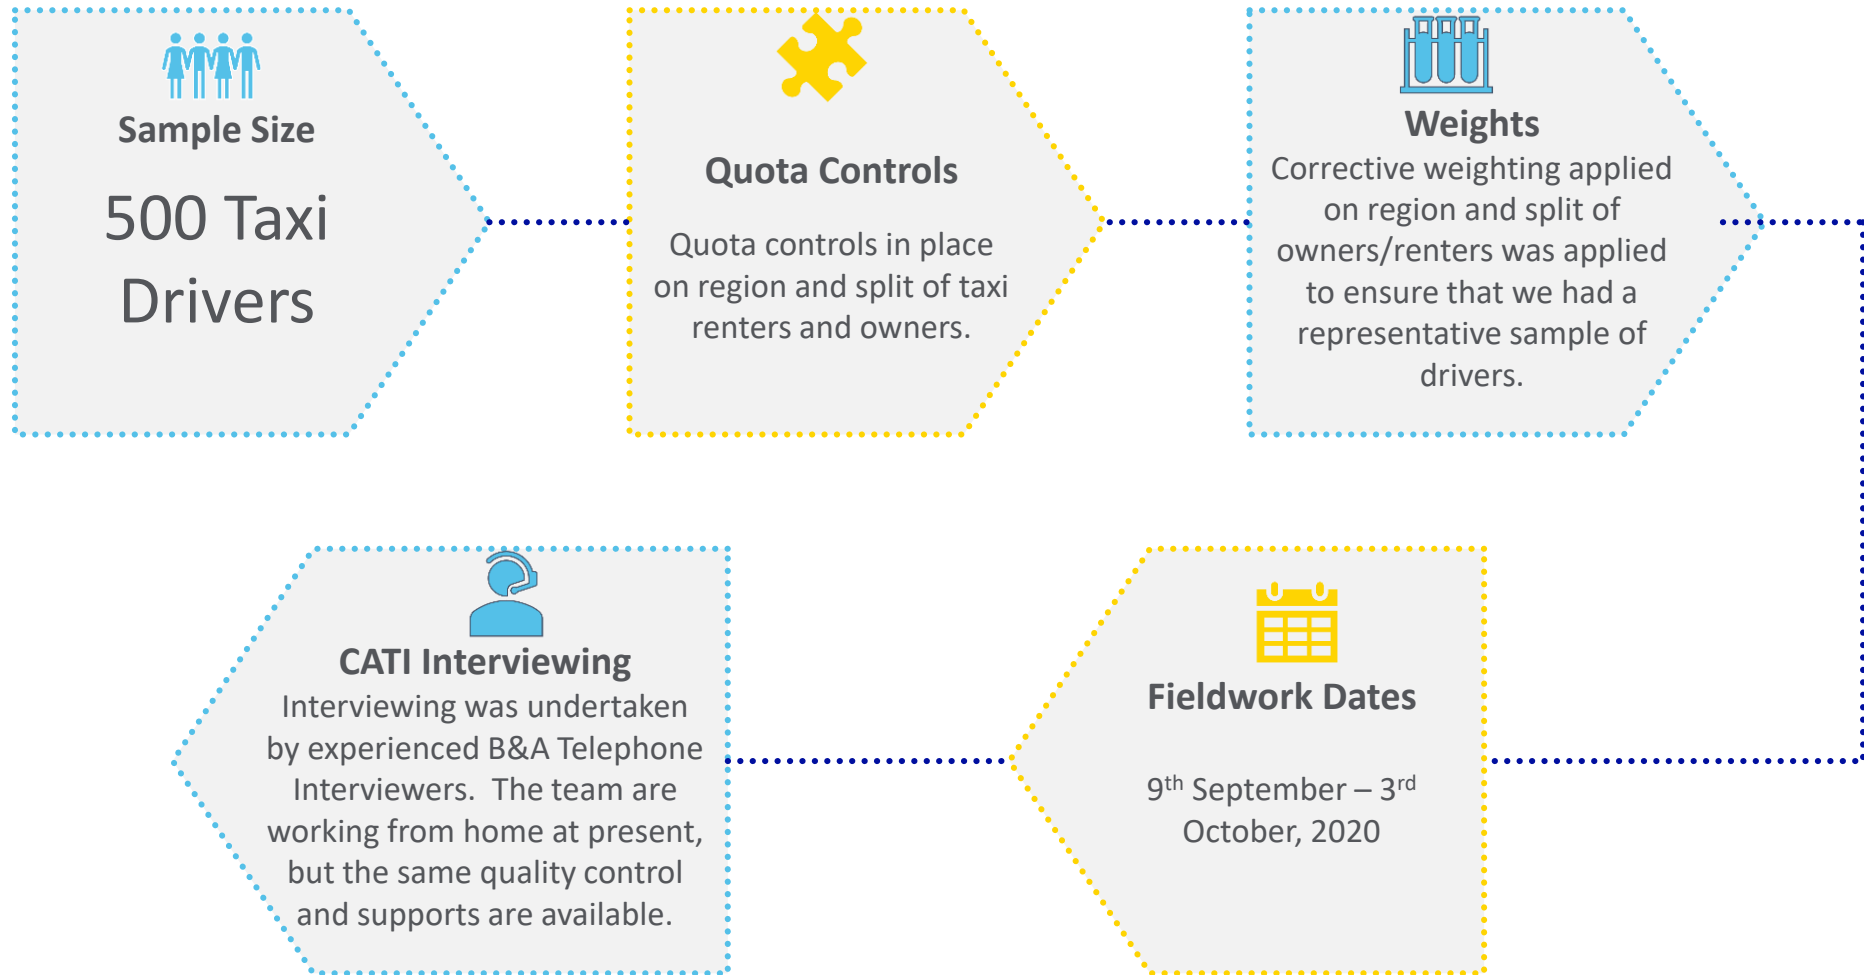 Sample Size
500 Taxi
Drivers
Quota Controls
Quota controls in place
on region and split of taxi
renters and owners.
Weights
Corrective weighting applied
on region and split of
owners/renters was applied
to ensure that we had a
representative sample of
drivers.
Fieldwork Dates
9th September – 3rd
October, 2020
CATI Interviewing
Interviewing was undertaken
by experienced B&A Telephone
Interviewers.  The team are
working from home at present,
but the same quality control
and supports are available.